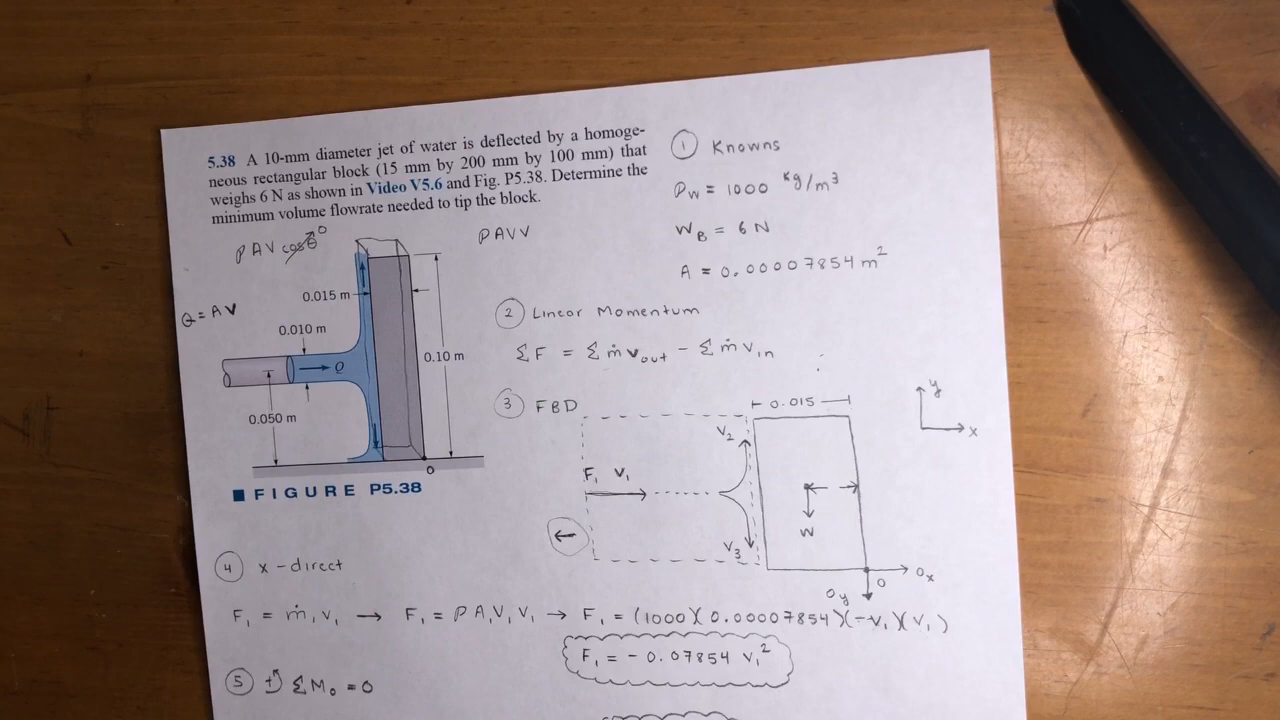 5.38 A 10-mm diameter jet of water is deflected by a homoge-
neous rectangular block (15 mm by 200 mm by 100 mm) that
weighs 6 N as shown in Video V5.6 and Fig. P5.38. Determine the
minimum volume flowrate needed to tip the block.
ρAV cosθ 0
ρAVV
Q = AV
0.015 m
0.010 m
Q
0.10 m
0.050 m
O
FIGURE P5.38
① Knowns
ρw = 1000 kg/m³
WB = 6 N
A = 0.00007854 m²
② Linear Momentum
ΣF = Σṁvout - Σṁvin
③ FBD
0.015
y
x
V2
F1 V1
V3
W
O
Ox
Oy
④ x-direct
F1 = ṁ1V1 → F1 = ρA1V1V1 → F1 = (1000)(0.00007854)(-V1)(V1)
F1 = -0.07854 V1²
⑤ + ΣMo = 0